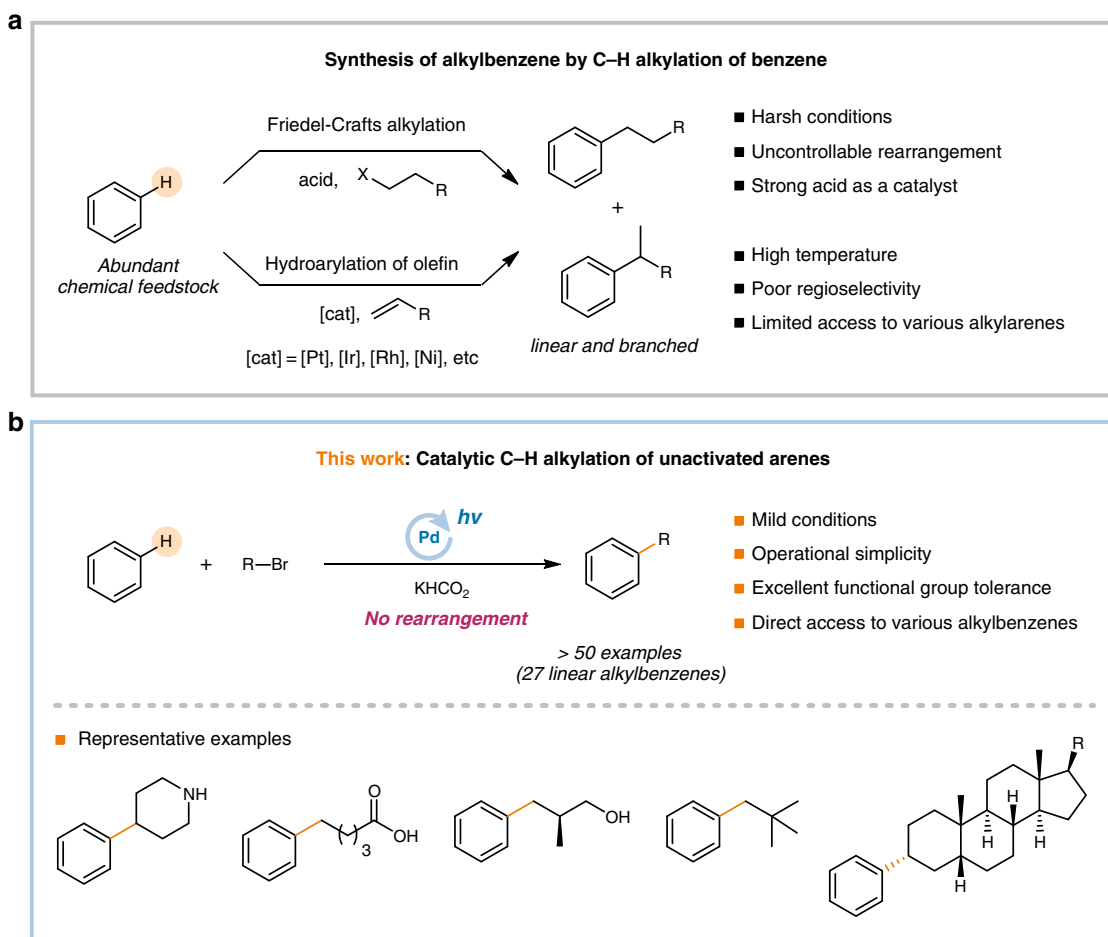 a
Synthesis of alkylbenzene by C–H alkylation of benzene
Friedel-Crafts alkylation
acid,
X
R
H
Abundant
chemical feedstock
Hydroarylation of olefin
[cat],
R
[cat] = [Pt], [Ir], [Rh], [Ni], etc
R
+
R
linear and branched
■ Harsh conditions
■ Uncontrollable rearrangement
■ Strong acid as a catalyst
■ High temperature
■ Poor regioselectivity
■ Limited access to various alkylarenes
b
This work: Catalytic C–H alkylation of unactivated arenes
H
+
R—Br
Pd
hv
KHCO₂
No rearrangement
R
> 50 examples
(27 linear alkylbenzenes)
■ Mild conditions
■ Operational simplicity
■ Excellent functional group tolerance
■ Direct access to various alkylbenzenes
■ Representative examples
NH
O
OH
( )3
OH
R
H
H
H
H